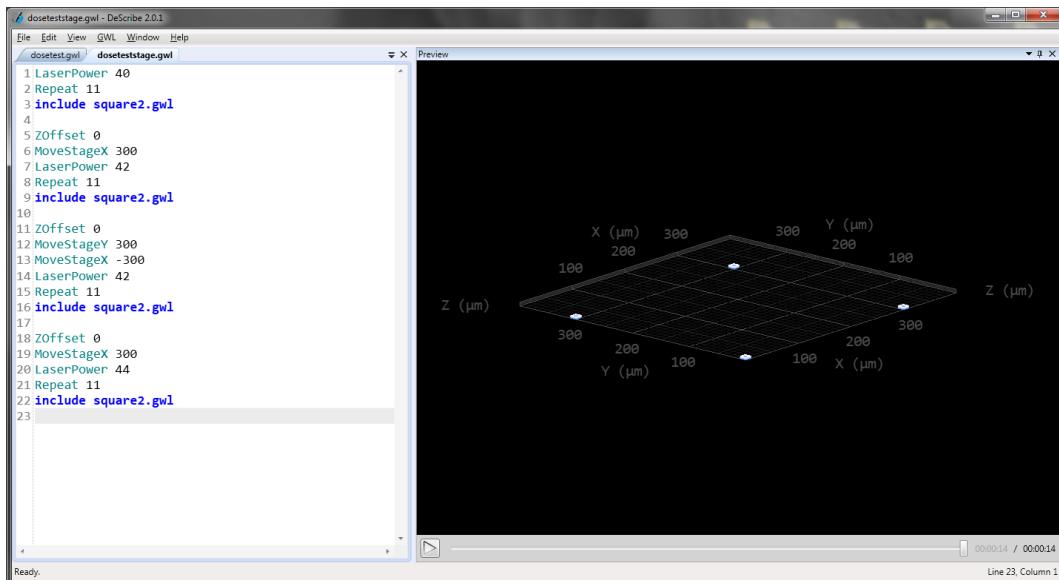 doseteststage.gwl - DeScribe 2.0.1
File Edit View GWL Window Help
dosetest.gwl doseteststage.gwl
1 LaserPower 40
2 Repeat 11
3 include square2.gwl
4
5 ZOffset 0
6 MoveStageX 300
7 LaserPower 42
8 Repeat 11
9 include square2.gwl
10
11 ZOffset 0
12 MoveStageY 300
13 MoveStageX -300
14 LaserPower 42
15 Repeat 11
16 include square2.gwl
17
18 ZOffset 0
19 MoveStageX 300
20 LaserPower 44
21 Repeat 11
22 include square2.gwl
23
Preview
X (µm) 300 300 Y (µm)
200 200
100 100
Z (µm) Z (µm)
300 300
200 200
Y (µm) 100 100 X (µm)
00:00:14 / 00:00:14
Ready. Line 23, Column 1